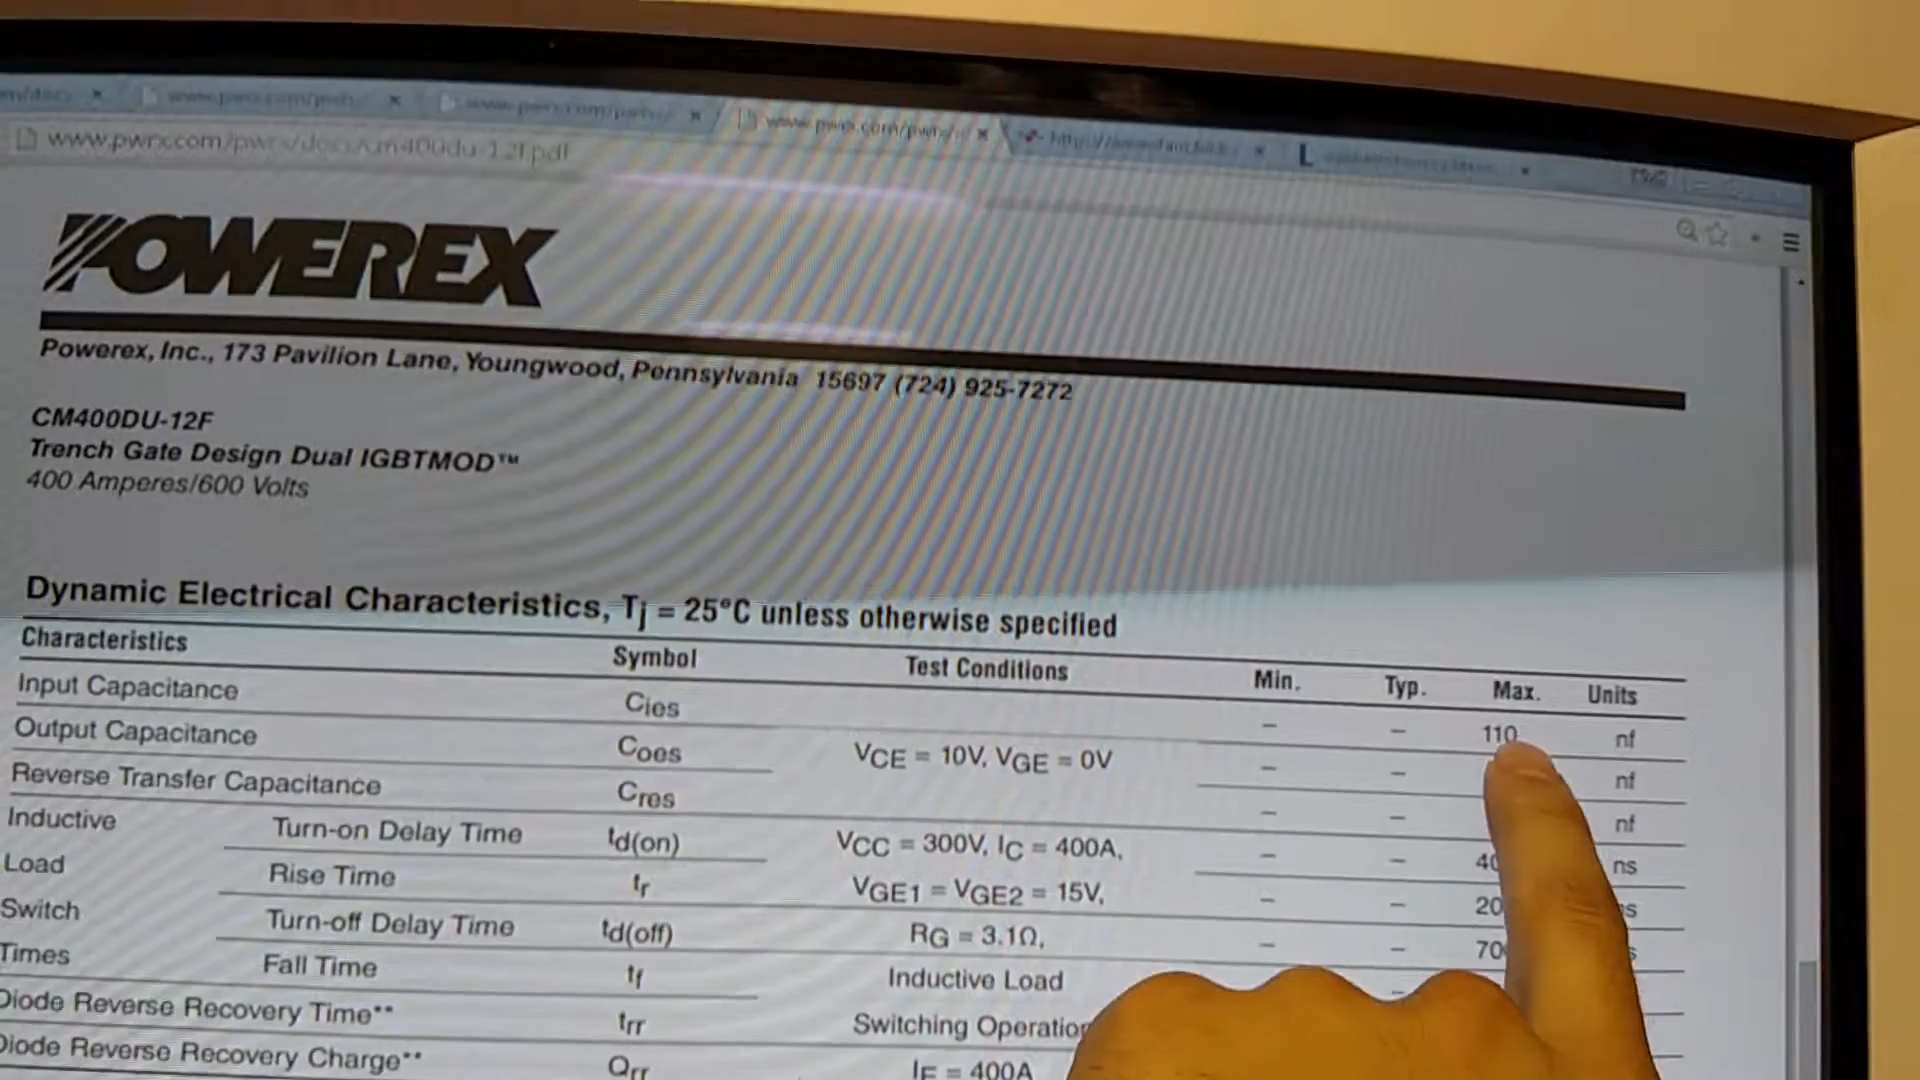 www.pwrx.com/pwrx/docs/cm400du-12f.pdf
POWEREX
Powerex, Inc., 173 Pavilion Lane, Youngwood, Pennsylvania 15697 (724) 925-7272
CM400DU-12F
Trench Gate Design Dual IGBTMOD™
400 Amperes/600 Volts
Dynamic Electrical Characteristics, Tj = 25°C unless otherwise specified
Characteristics Symbol Test Conditions Min. Typ. Max. Units
Input Capacitance Cies – – 110 nf
Output Capacitance Coes VCE = 10V, VGE = 0V – – nf
Reverse Transfer Capacitance Cres – – nf
Inductive Turn-on Delay Time td(on) VCC = 300V, IC = 400A, – – 40 ns
Load Rise Time tr VGE1 = VGE2 = 15V, – – 20 s
Switch Turn-off Delay Time td(off) RG = 3.1Ω, – – 70 s
Times Fall Time tf Inductive Load –
Diode Reverse Recovery Time** trr Switching Operation
Diode Reverse Recovery Charge** Qrr IE = 400A